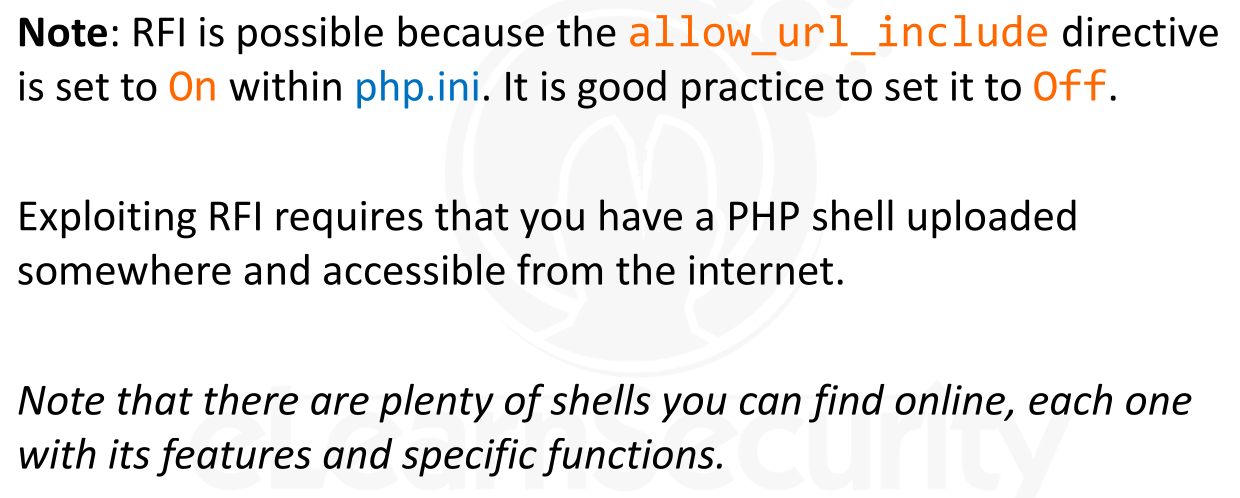 Note: RFI is possible because the allow_url_include directive
is set to On within php.ini. It is good practice to set it to Off.
Exploiting RFI requires that you have a PHP shell uploaded
somewhere and accessible from the internet.
Note that there are plenty of shells you can find online, each one
with its features and specific functions.
eLearnSecurity